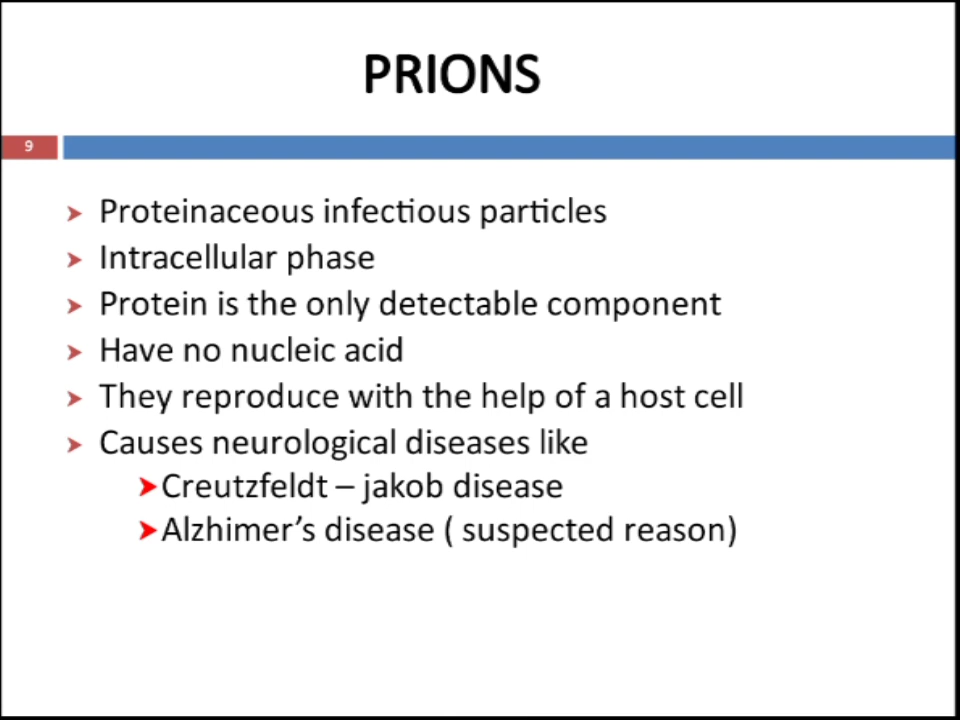 PRIONS
9
Proteinaceous infectious particles
Intracellular phase
Protein is the only detectable component
Have no nucleic acid
They reproduce with the help of a host cell
Causes neurological diseases like
Creutzfeldt – jakob disease
Alzhimer’s disease ( suspected reason)